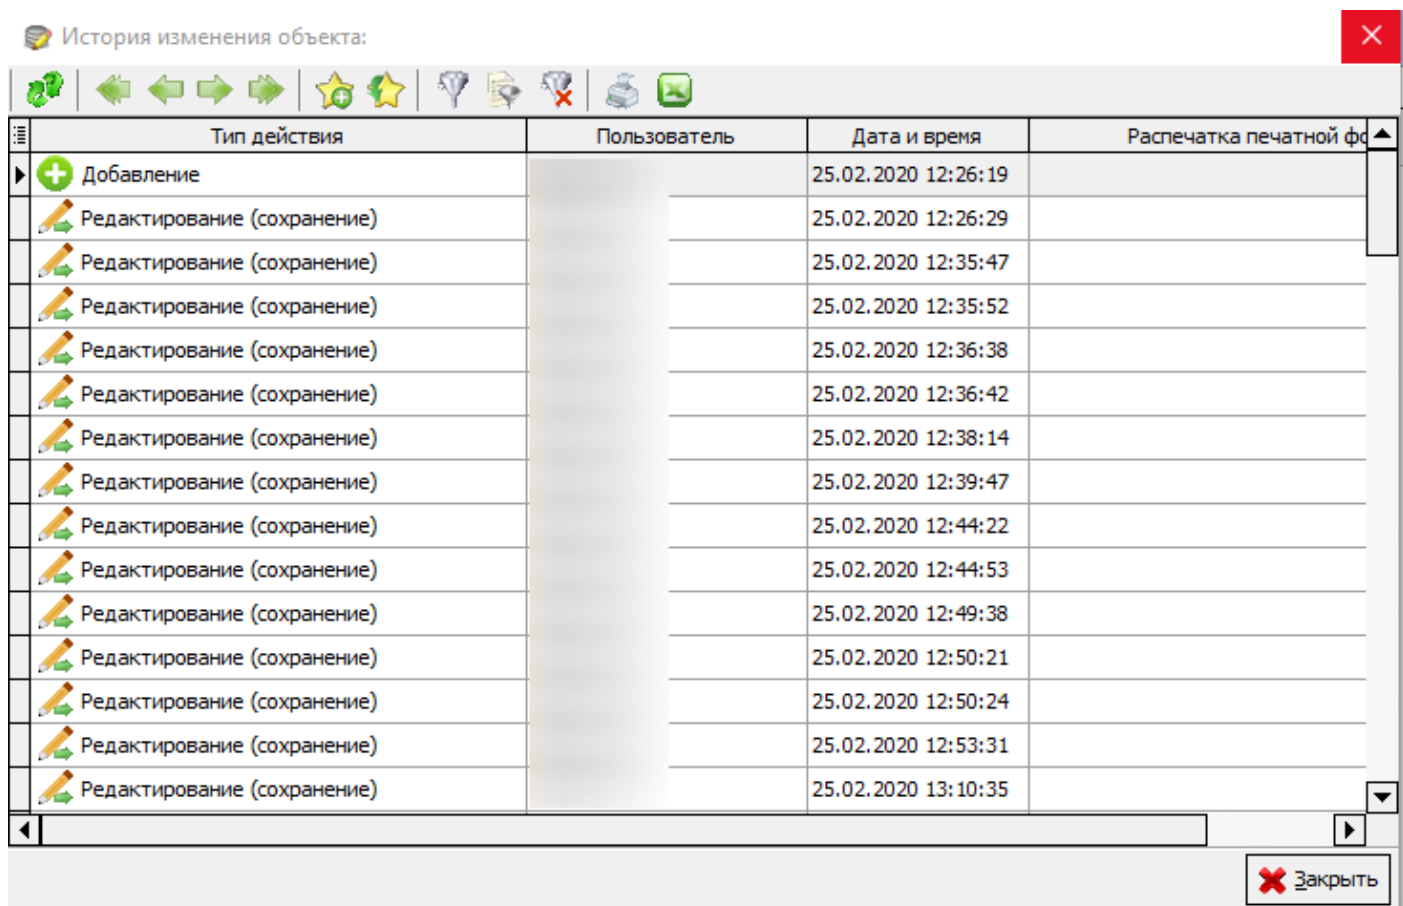 История изменения объекта:
Тип действия Пользователь Дата и время Распечатка печатной фо
Добавление 25.02.2020 12:26:19
Редактирование (сохранение) 25.02.2020 12:26:29
Редактирование (сохранение) 25.02.2020 12:35:47
Редактирование (сохранение) 25.02.2020 12:35:52
Редактирование (сохранение) 25.02.2020 12:36:38
Редактирование (сохранение) 25.02.2020 12:36:42
Редактирование (сохранение) 25.02.2020 12:38:14
Редактирование (сохранение) 25.02.2020 12:39:47
Редактирование (сохранение) 25.02.2020 12:44:22
Редактирование (сохранение) 25.02.2020 12:44:53
Редактирование (сохранение) 25.02.2020 12:49:38
Редактирование (сохранение) 25.02.2020 12:50:21
Редактирование (сохранение) 25.02.2020 12:50:24
Редактирование (сохранение) 25.02.2020 12:53:31
Редактирование (сохранение) 25.02.2020 13:10:35
Закрыть